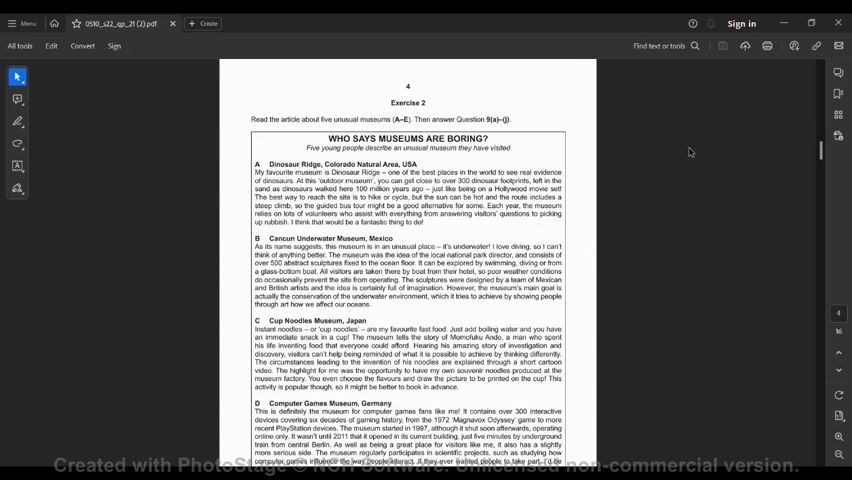 Menu
0510_s22_qp_21 (2).pdf
Create
Sign in
All tools
Edit
Convert
Sign
Find text or tools
4
Exercise 2
Read the article about five unusual museums (A–E). Then answer Question 9(a)–(j).
WHO SAYS MUSEUMS ARE BORING?
Five young people describe an unusual museum they have visited
A Dinosaur Ridge, Colorado Natural Area, USA
My favourite museum is Dinosaur Ridge – one of the best places in the world to see real evidence
of dinosaurs. At this 'outdoor museum', you can get close to over 300 dinosaur footprints, left in the
sand as dinosaurs walked here 100 million years ago – just like being on a Hollywood movie set!
The best way to reach the site is to hike or cycle, but the sun can be hot and the route includes a
steep climb, so the guided bus tour might be a good alternative for some. Each year, the museum
relies on lots of volunteers who assist with everything from answering visitors' questions to picking
up rubbish. I think that would be a fantastic thing to do!
B Cancun Underwater Museum, Mexico
As its name suggests, this museum is in an unusual place – it's underwater! I love diving, so I can't
think of anything better. The museum was the idea of the local national park director, and consists of
over 500 abstract sculptures fixed to the ocean floor. It can be explored by swimming, diving or from
a glass-bottom boat. All visitors are taken there by boat from their hotel, so poor weather conditions
do occasionally prevent the site from operating. The sculptures were designed by a team of Mexican
and British artists and the idea is certainly full of imagination. However, the museum's main goal is
actually the conservation of the underwater environment, which it tries to achieve by showing people
through art how we affect our oceans.
C Cup Noodles Museum, Japan
Instant noodles – or 'cup noodles' – are my favourite fast food. Just add boiling water and you have
an immediate snack in a cup! The museum tells the story of Momofuku Ando, a man who spent
his life inventing food that everyone could afford. Hearing his amazing story of investigation and
discovery, visitors can't help being reminded of what it is possible to achieve by thinking differently.
The circumstances leading to the invention of his noodles are explained through a short cartoon
video. The highlight for me was the opportunity to have my own souvenir noodles produced at the
museum factory. You even choose the flavours and draw the picture to be printed on the cup! This
activity is popular though, so it might be better to book in advance.
D Computer Games Museum, Germany
This is definitely the museum for computer games fans like me! It contains over 300 interactive
devices covering six decades of gaming history, from the 1972 'Magnavox Odyssey' game to more
recent PlayStation devices. The museum started in 1997, although it shut soon afterwards, operating
online only. It wasn't until 2011 that it opened in its current building, just five minutes by underground
train from central Berlin. As well as being a great place for visitors like me, it also has a slightly
more serious side. The museum regularly participates in scientific projects, such as studying how
computer games influence the way people interact. If they ever wanted people to take part, I'd be
4
16
Created with PhotoStage © NCH Software. Unlicensed non-commercial version.